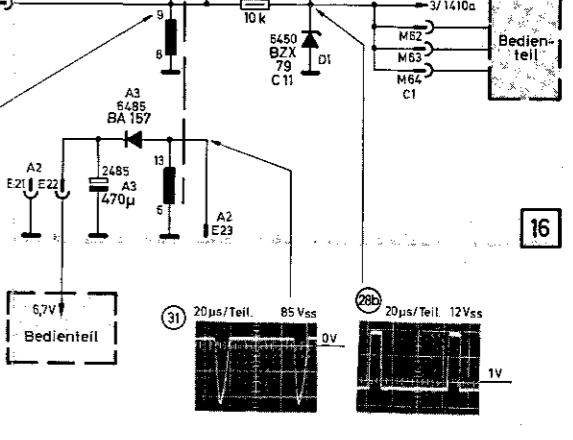 9
10 k
3/1410a
M62
M63
M64
C1
Bedien-
teil
6
6450
BZX
79
C11
D1
A3
6485
BA 157
A2
E21
E22
2485
A3
470µ
13
6
A2
E23
16
6,7V
Bedienteil
31
20µs/Teil.
85 Vss
0V
28b
20µs/Teil.
12Vss
1V